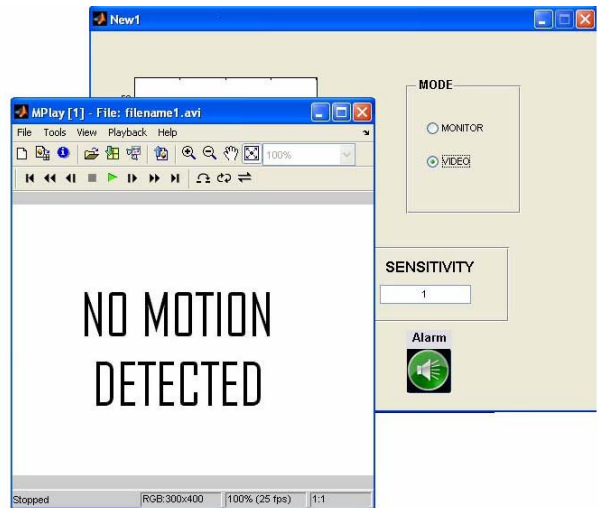 New1
MODE
MONITOR
VIDEO
SENSITIVITY
1
Alarm
MPlay [1] - File: filename1.avi
File Tools View Playback Help
100%
NO MOTION
DETECTED
Stopped RGB:300x400 100% (25 fps) 1:1